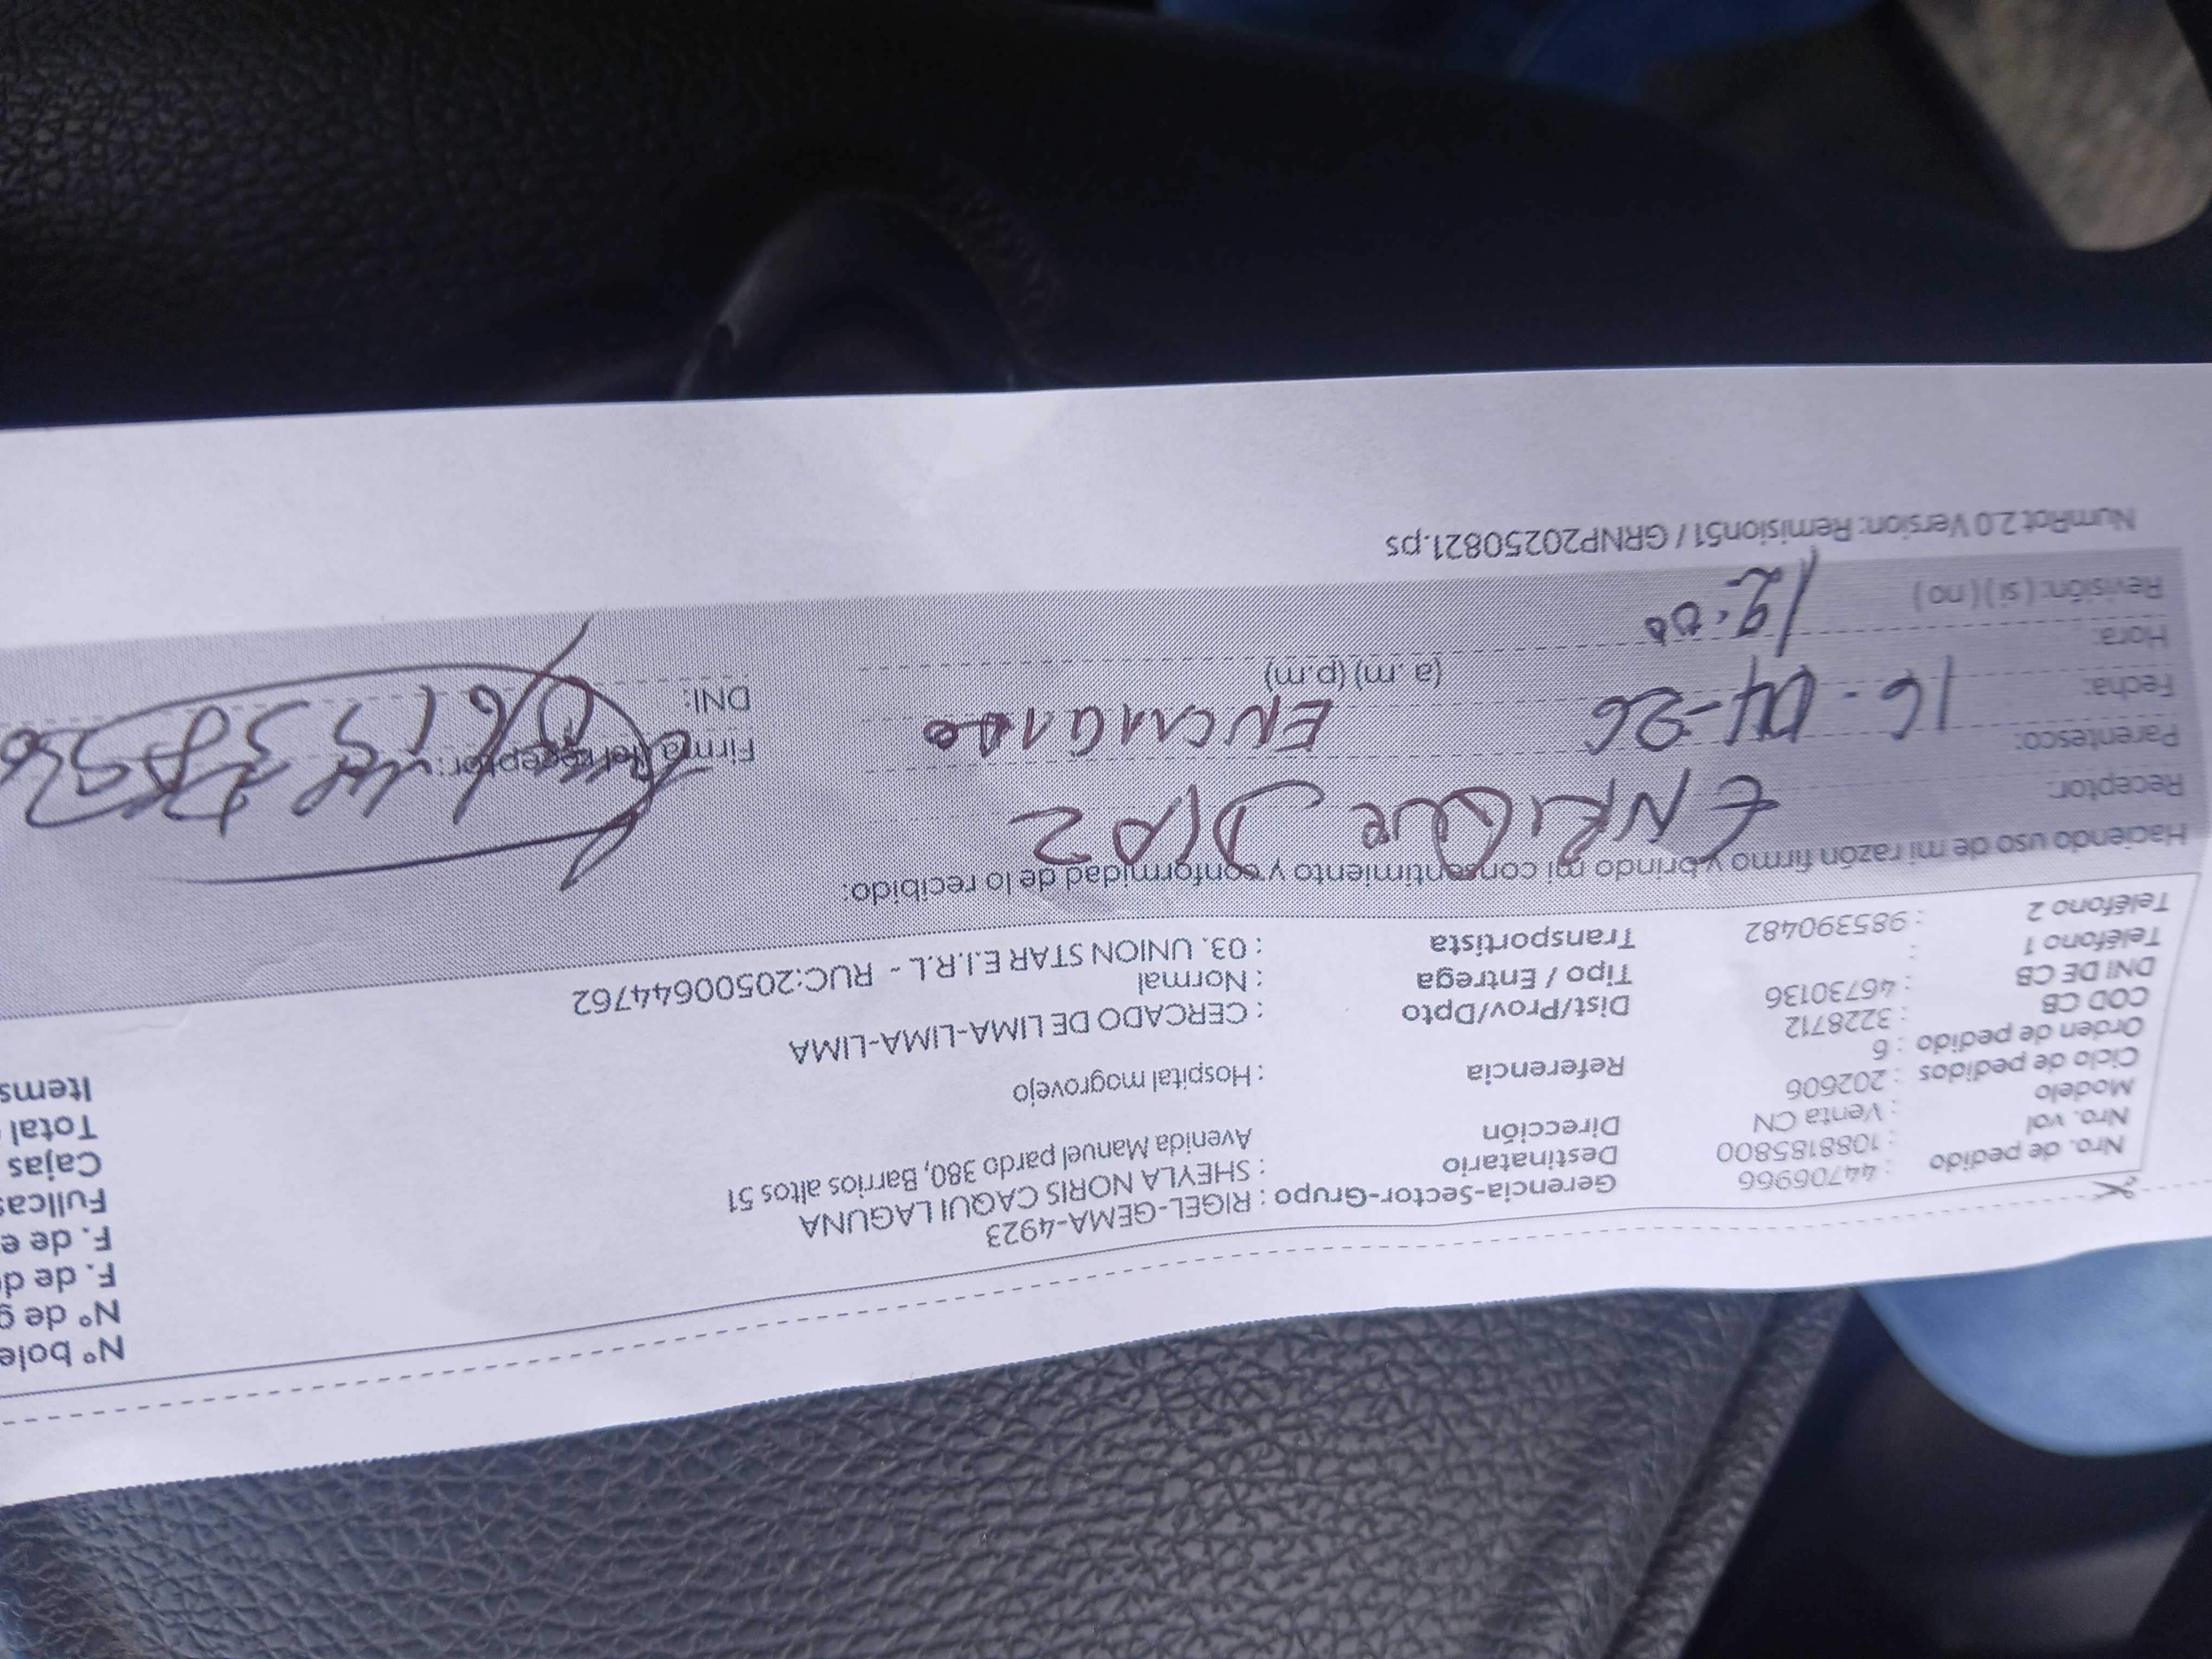 Nro. de pedido : 44706966
Nro. vol : 1088185800
Modelo : Venta CN
Ciclo de pedidos : 202606
Orden de pedido : 6
COD CB : 3228712
DNI DE CB : 46730136
Teléfono 1 :
Teléfono 2 : 985390482
Gerencia-Sector-Grupo : RIGEL-GEMA-4923
Destinatario : SHEYLA NORIS CAQUI LAGUNA
Dirección Avenida Manuel pardo 380, Barrios altos 51
Referencia : Hospital mogrovejo
Dist/Prov/Dpto : CERCADO DE LIMA-LIMA-LIMA
Tipo / Entrega : Normal
Transportista : 03. UNION STAR E.I.R.L - RUC:20500644762
N° bole
N° de g
F. de d
F. de e
Fullcas
Cajas
Total
Items
Haciendo uso de mi razón firmo y brindo mi consentimiento y conformidad de lo recibido:
Receptor: ENRIQUE
Parentesco: ENCARGADO
Fecha: 16-04-26
Hora: (a. m) (p.m)
Revisión: ( si ) ( no )
Firma del receptor:
DNI:
NumRot 2.0 Version: Remision51 / GRNP20250821.ps